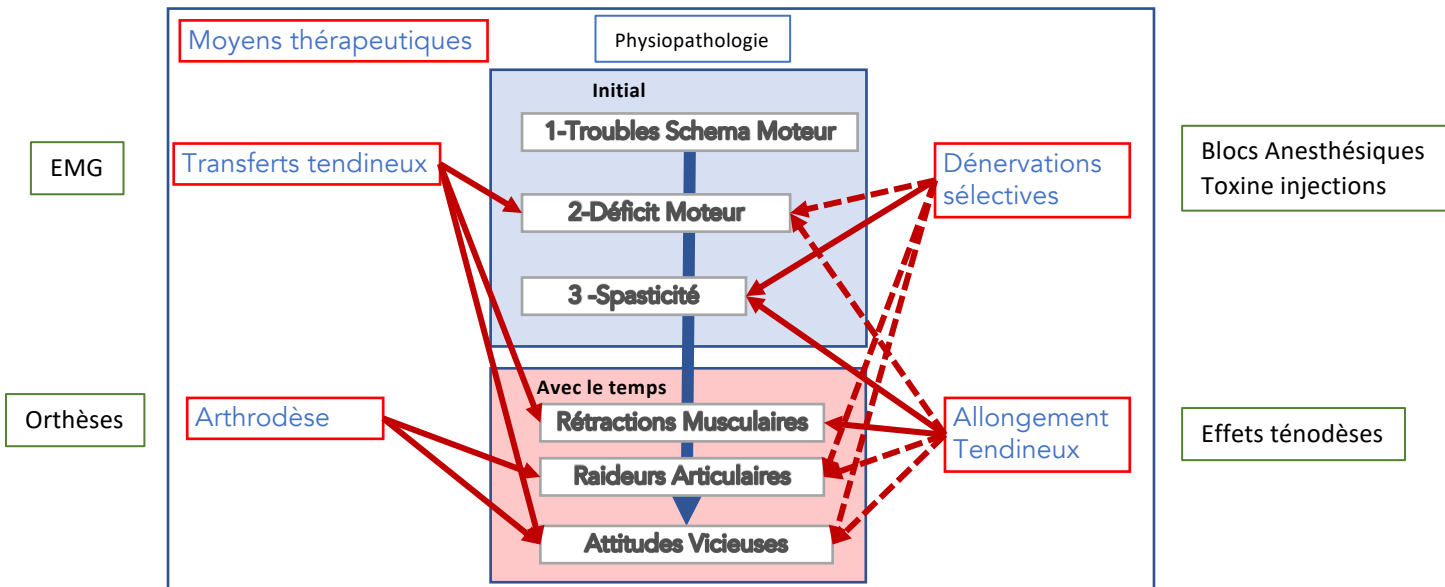 Moyens thérapeutiques
Physiopathologie
Initial
1-Troubles Schema Moteur
EMG
Transferts tendineux
Dénervations
sélectives
Blocs Anesthésiques
Toxine injections
2-Déficit Moteur
3 -Spasticité
Avec le temps
Orthèses
Arthrodèse
Rétractions Musculaires
Allongement
Tendineux
Effets ténodèses
Raideurs Articulaires
Attitudes Vicieuses